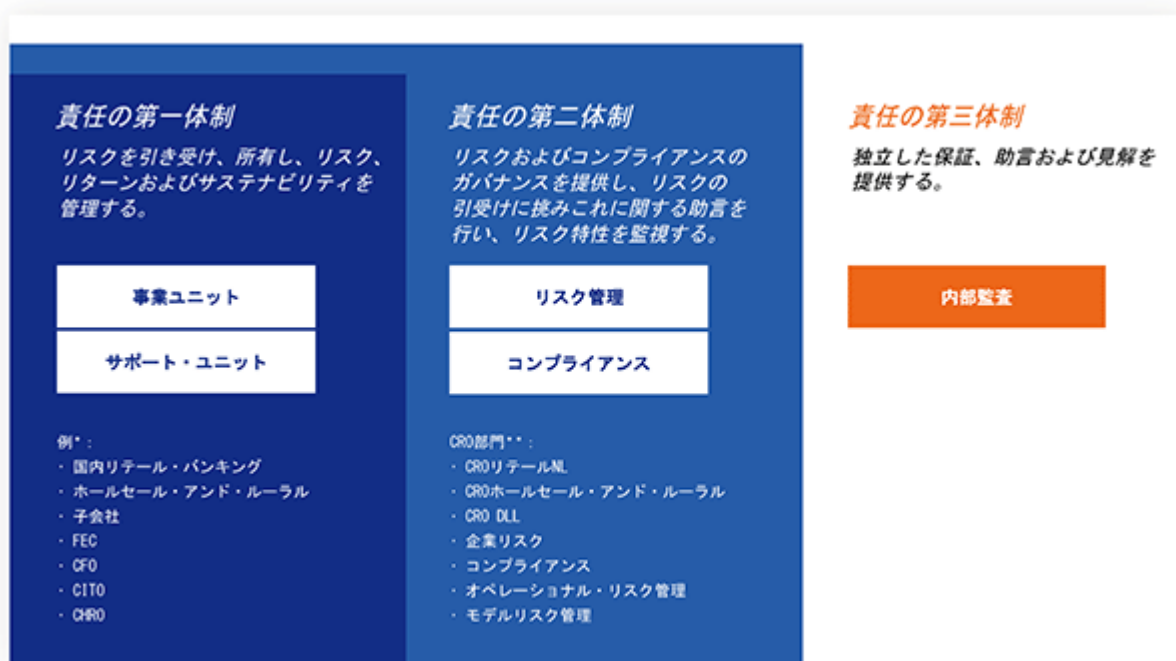 責任の第一体制
リスクを引き受け、所有し、リスク、
リターンおよびサステナビリティを
管理する。
事業ユニット
サポート・ユニット
例*:
・国内リテール・バンキング
・ホールセール・アンド・ルーラル
・子会社
・FEC
・CFO
・CITO
・CHRO
責任の第二体制
リスクおよびコンプライアンスの
ガバナンスを提供し、リスクの
引受けに挑みこれに関する助言を
行い、リスク特性を監視する。
リスク管理
コンプライアンス
CRO部門**:
・CROリテールNL
・CROホールセール・アンド・ルーラル
・CRO DLL
・企業リスク
・コンプライアンス
・オペレーショナル・リスク管理
・モデルリスク管理
責任の第三体制
独立した保証、助言および見解を
提供する。
内部監査